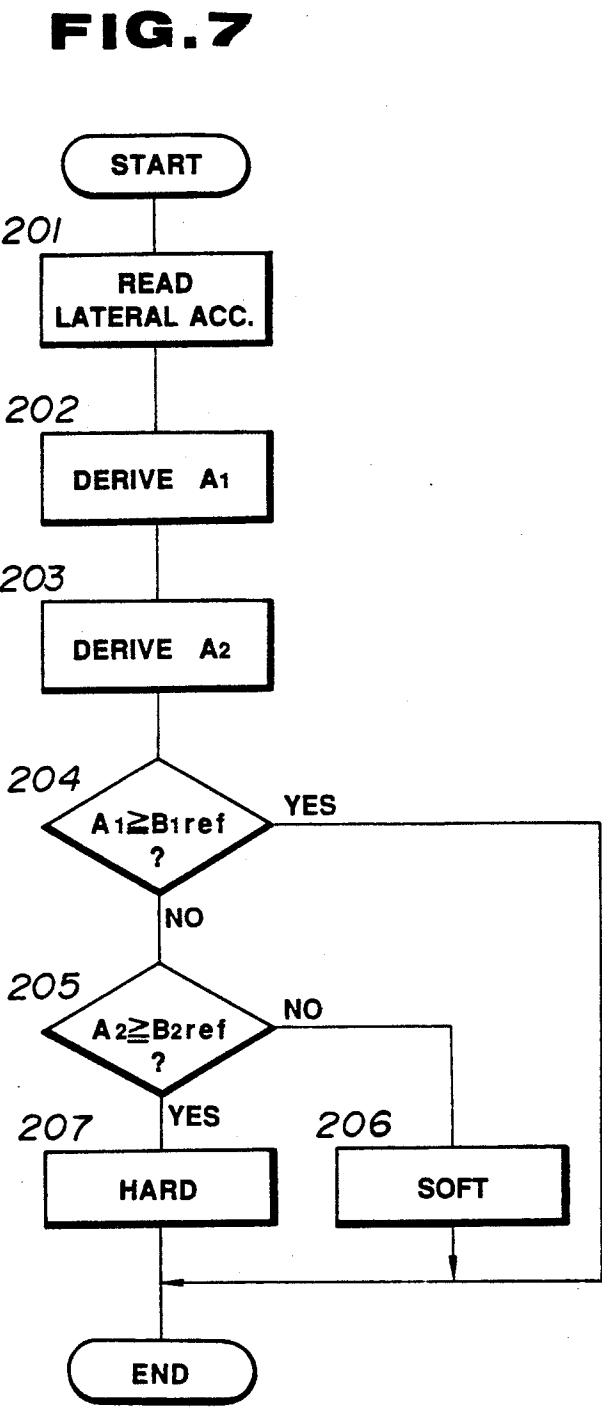 FIG.7
START
201
READ
LATERAL ACC.
202
DERIVE A1
203
DERIVE A2
204
A1≧B1ref
?
YES
NO
205
A2≧B2ref
?
NO
YES
207
HARD
206
SOFT
END